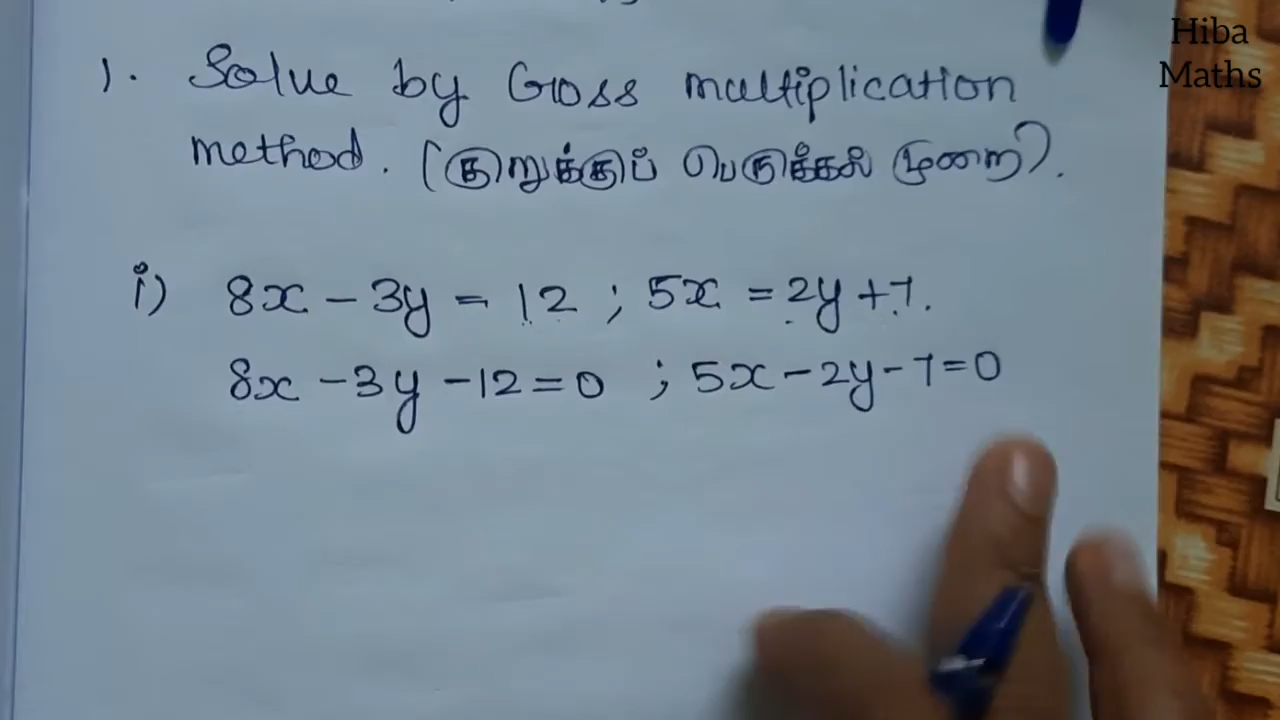 Hiba
Maths
1. Solve by Cross multiplication
method. (குறுக்குப் பெருக்கல் முறை).
i) 8x - 3y = 12 ; 5x = 2y + 7.
8x - 3y - 12 = 0 ; 5x - 2y - 7 = 0